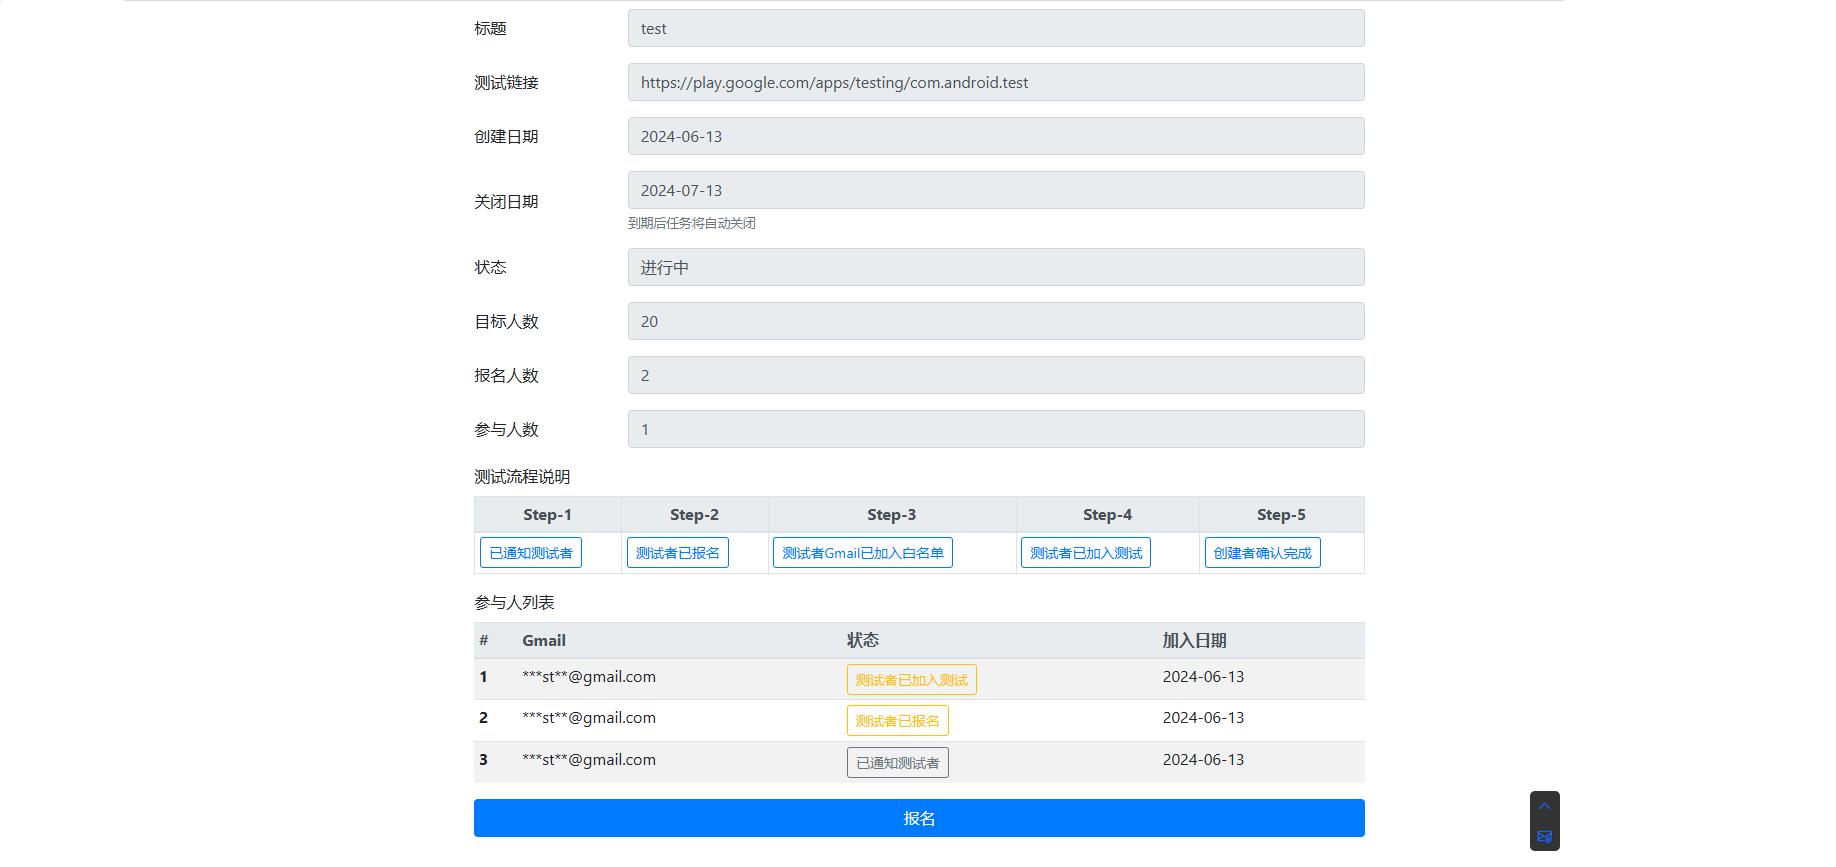 标题 test
测试链接 https://play.google.com/apps/testing/com.android.test
创建日期 2024-06-13
关闭日期 2024-07-13
到期后任务将自动关闭
状态 进行中
目标人数 20
报名人数 2
参与人数 1
测试流程说明
Step-1 Step-2 Step-3 Step-4 Step-5
已通知测试者 测试者已报名 测试者Gmail已加入白名单 测试者已加入测试 创建者确认完成
参与人列表
# Gmail 状态 加入日期
1 ***st**@gmail.com 测试者已加入测试 2024-06-13
2 ***st**@gmail.com 测试者已报名 2024-06-13
3 ***st**@gmail.com 已通知测试者 2024-06-13
报名